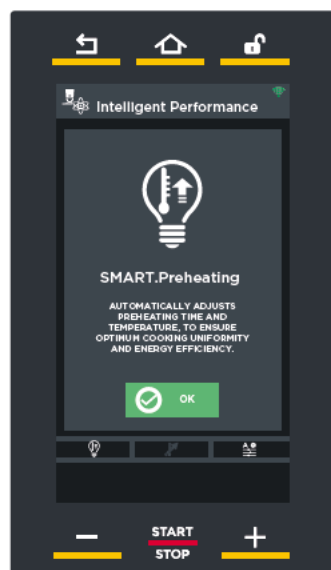 Intelligent Performance
SMART.Preheating
AUTOMATICALLY ADJUSTS
PREHEATING TIME AND
TEMPERATURE, TO ENSURE
OPTIMUM COOKING UNIFORMITY
AND ENERGY EFFICIENCY.
OK
START
STOP